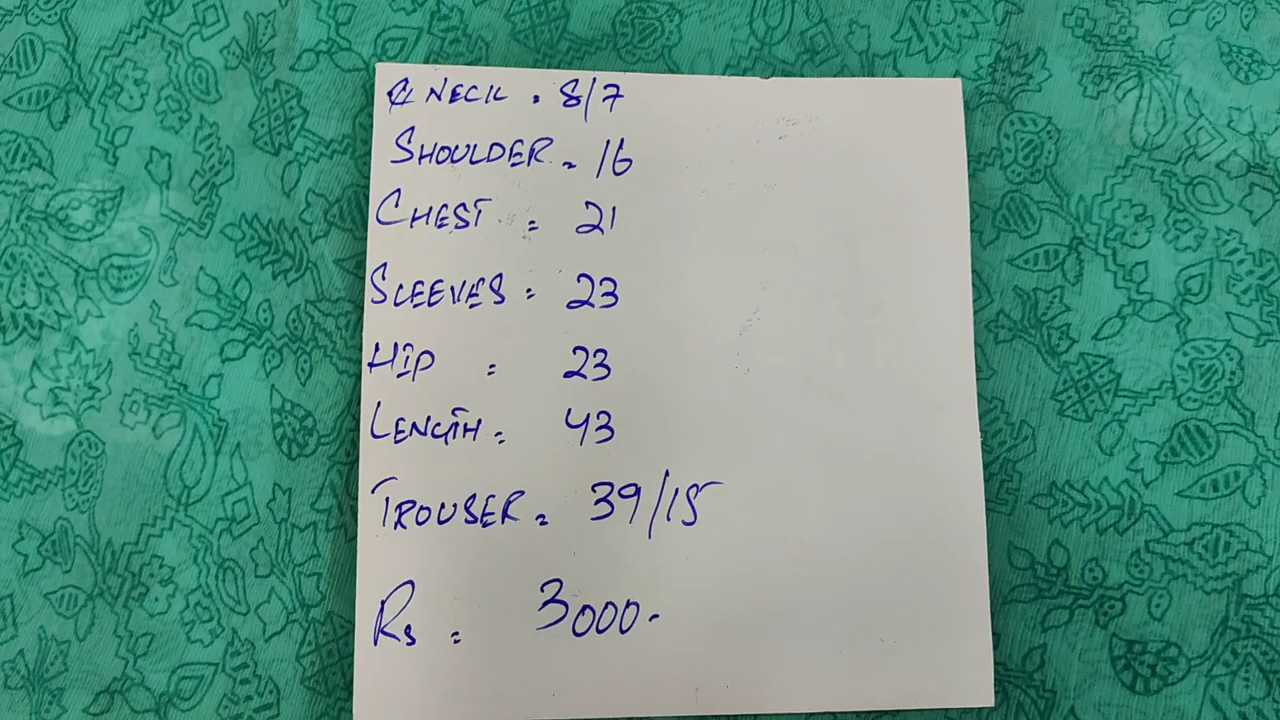 NECK = 8/7
SHOULDER = 16
CHEST = 21
SLEEVES = 23
HIP = 23
LENGTH = 43
TROUSER = 39/15
Rs = 3000.